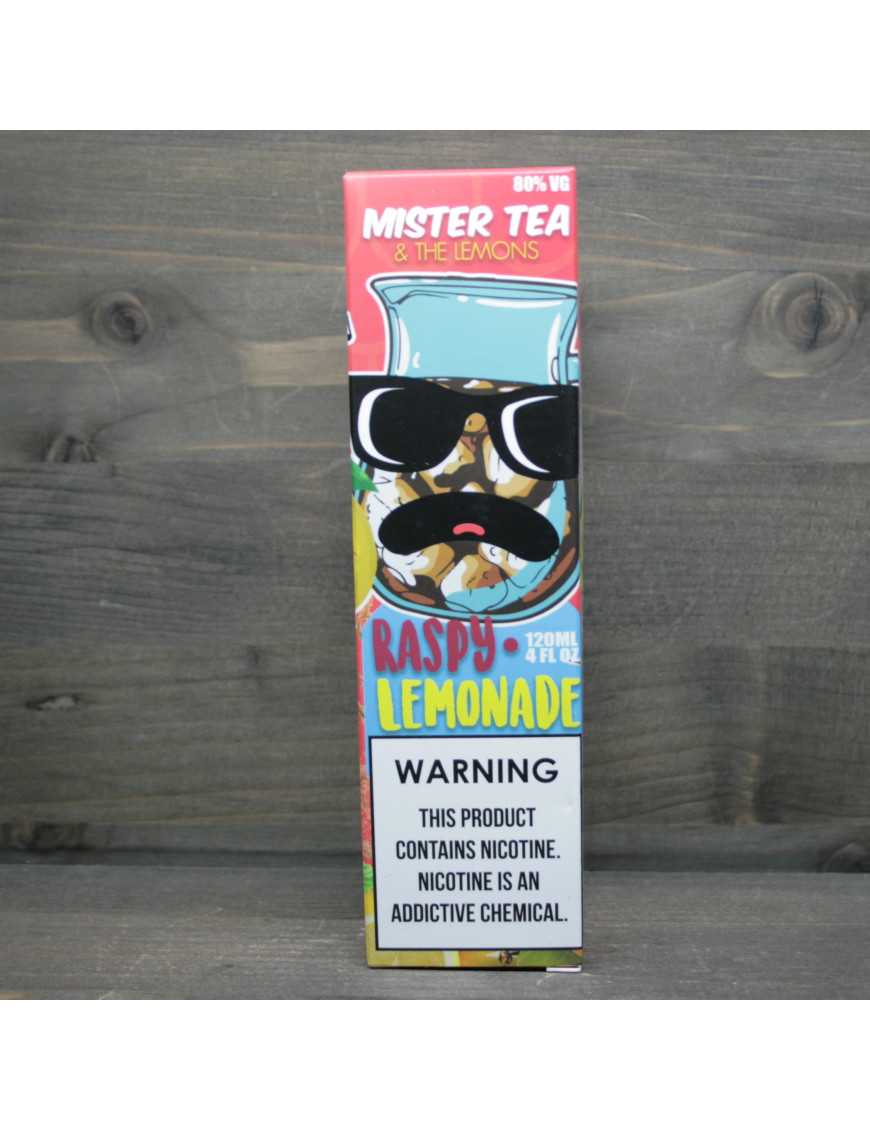 80% VG
MISTER TEA
& THE LEMONS
RASPY • 120ML
4 FL OZ
LEMONADE
WARNING
THIS PRODUCT
CONTAINS NICOTINE.
NICOTINE IS AN
ADDICTIVE CHEMICAL.